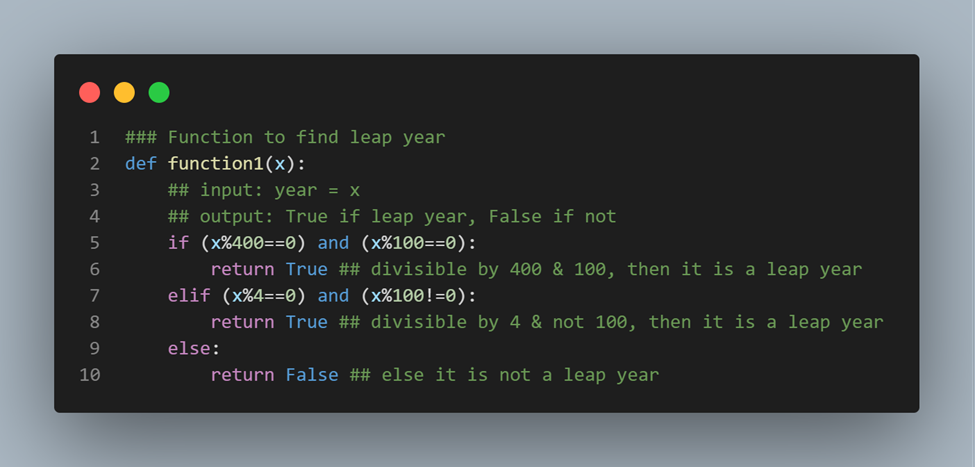 1 ### Function to find leap year
2 def function1(x):
3     ## input: year = x
4     ## output: True if leap year, False if not
5     if (x%400==0) and (x%100==0):
6         return True ## divisible by 400 & 100, then it is a leap year
7     elif (x%4==0) and (x%100!=0):
8         return True ## divisible by 4 & not 100, then it is a leap year
9     else:
10         return False ## else it is not a leap year